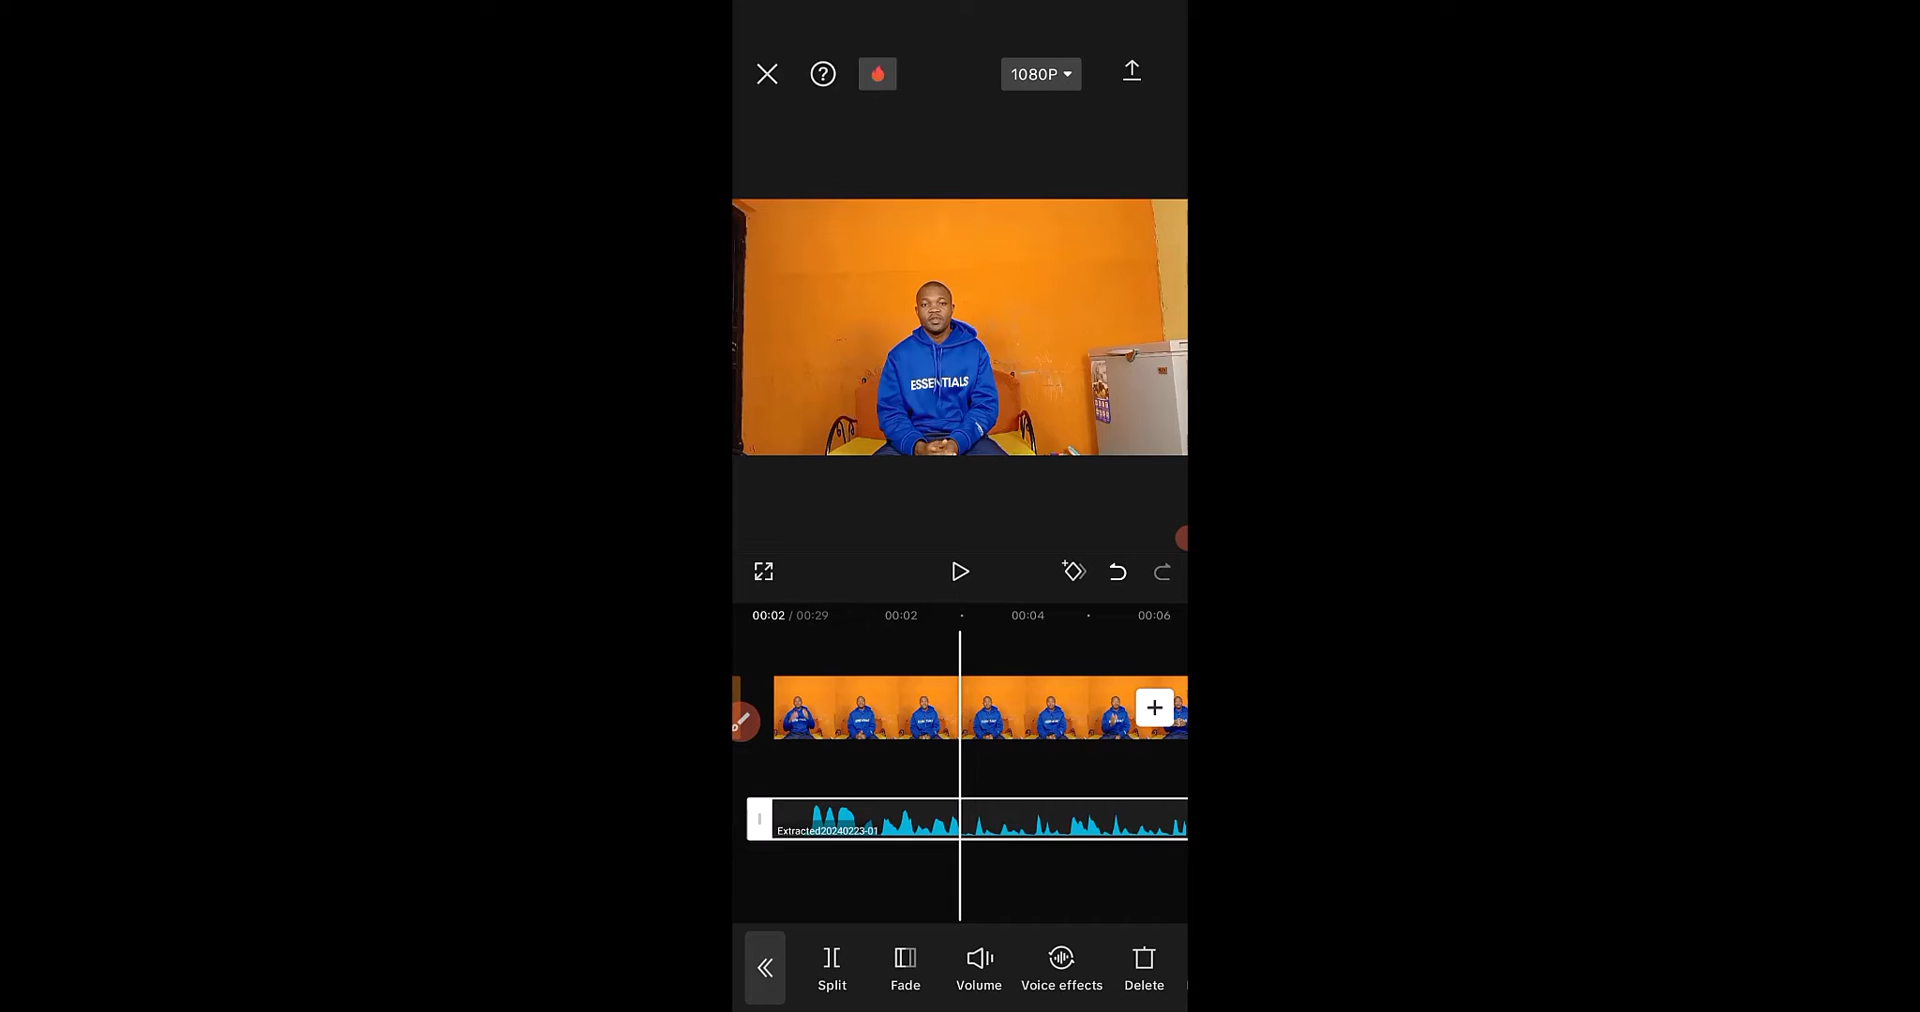 1080P
ESSENTIALS
00:02 / 00:29
00:02
00:04
00:06
Extracted20240223-01
Split
Fade
Volume
Voice effects
Delete